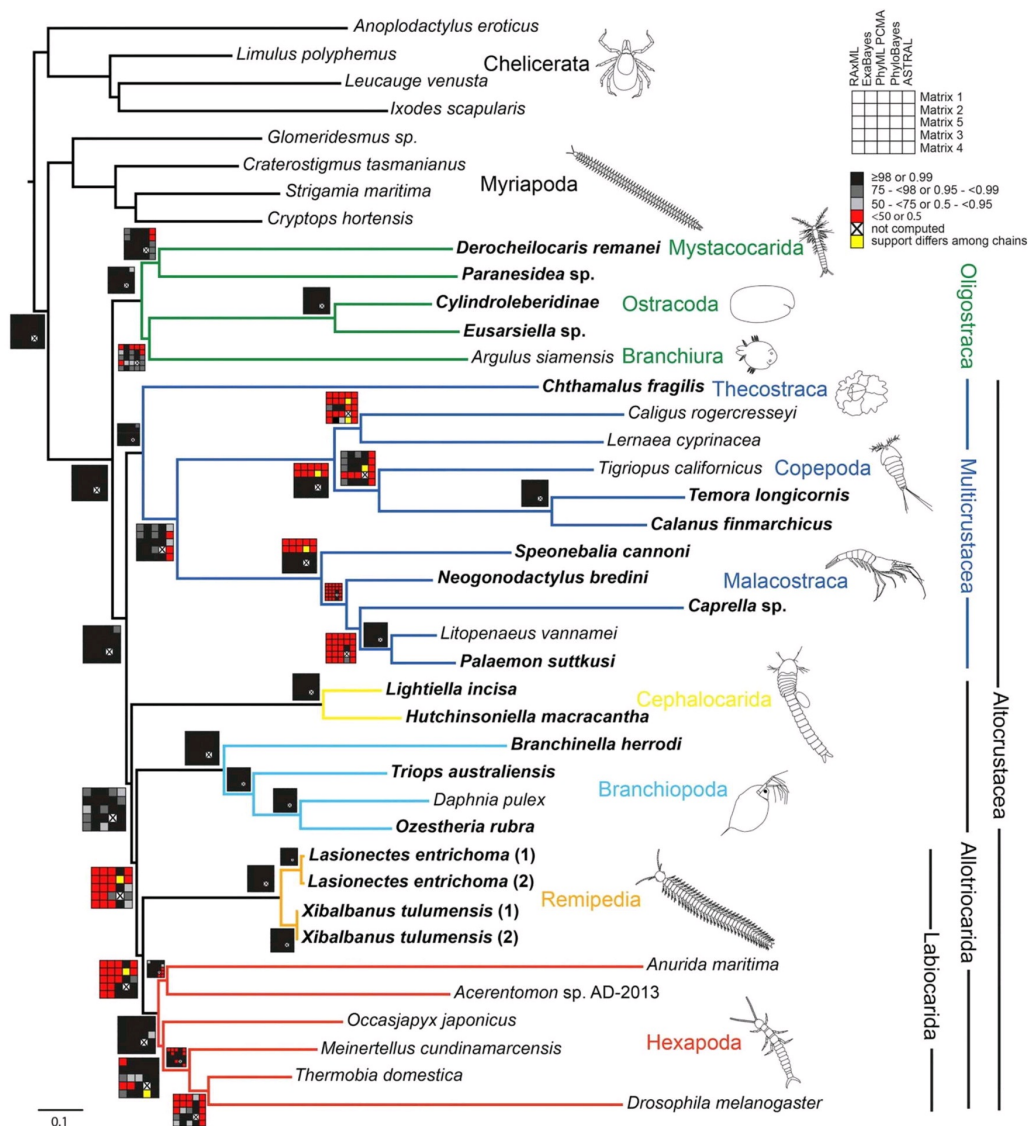 Anoplodactylus eroticus
Limulus polyphemus
Chelicerata
Leucauge venusta
Ixodes scapularis
RAxML
ExaBayes
PhyML PCMA
PhyloBayes
ASTRAL
Matrix 1
Matrix 2
Matrix 5
Matrix 3
Matrix 4
Glomeridesmus sp.
Craterostigmus tasmanianus
Myriapoda
Strigamia maritima
Cryptops hortensis
≥98 or 0.99
75 - <98 or 0.95 - <0.99
50 - <75 or 0.5 - <0.95
<50 or 0.5
not computed
support differs among chains
Derocheilocaris remanei Mystacocarida
Paranesidea sp.
Cylindroleberidinae
Ostracoda
Eusarsiella sp.
Argulus siamensis Branchiura
Oligostraca
Chthamalus fragilis Thecostraca
Caligus rogercresseyi
Lernaea cyprinacea
Tigriopus californicus Copepoda
Temora longicornis
Calanus finmarchicus
Speonebalia cannoni
Neogonodactylus bredini
Malacostraca
Caprella sp.
Litopenaeus vannamei
Palaemon suttkusi
Multicrustacea
Lightiella incisa
Cephalocarida
Hutchinsoniella macracantha
Branchinella herrodi
Triops australiensis
Branchiopoda
Daphnia pulex
Ozestheria rubra
Altocrustacea
Lasionectes entrichoma (1)
Lasionectes entrichoma (2)
Remipedia
Xibalbanus tulumensis (1)
Xibalbanus tulumensis (2)
Allotriocarida
Labiocarida
Anurida maritima
Acerentomon sp. AD-2013
Occasjapyx japonicus
Hexapoda
Meinertellus cundinamarcensis
Thermobia domestica
Drosophila melanogaster
0.1